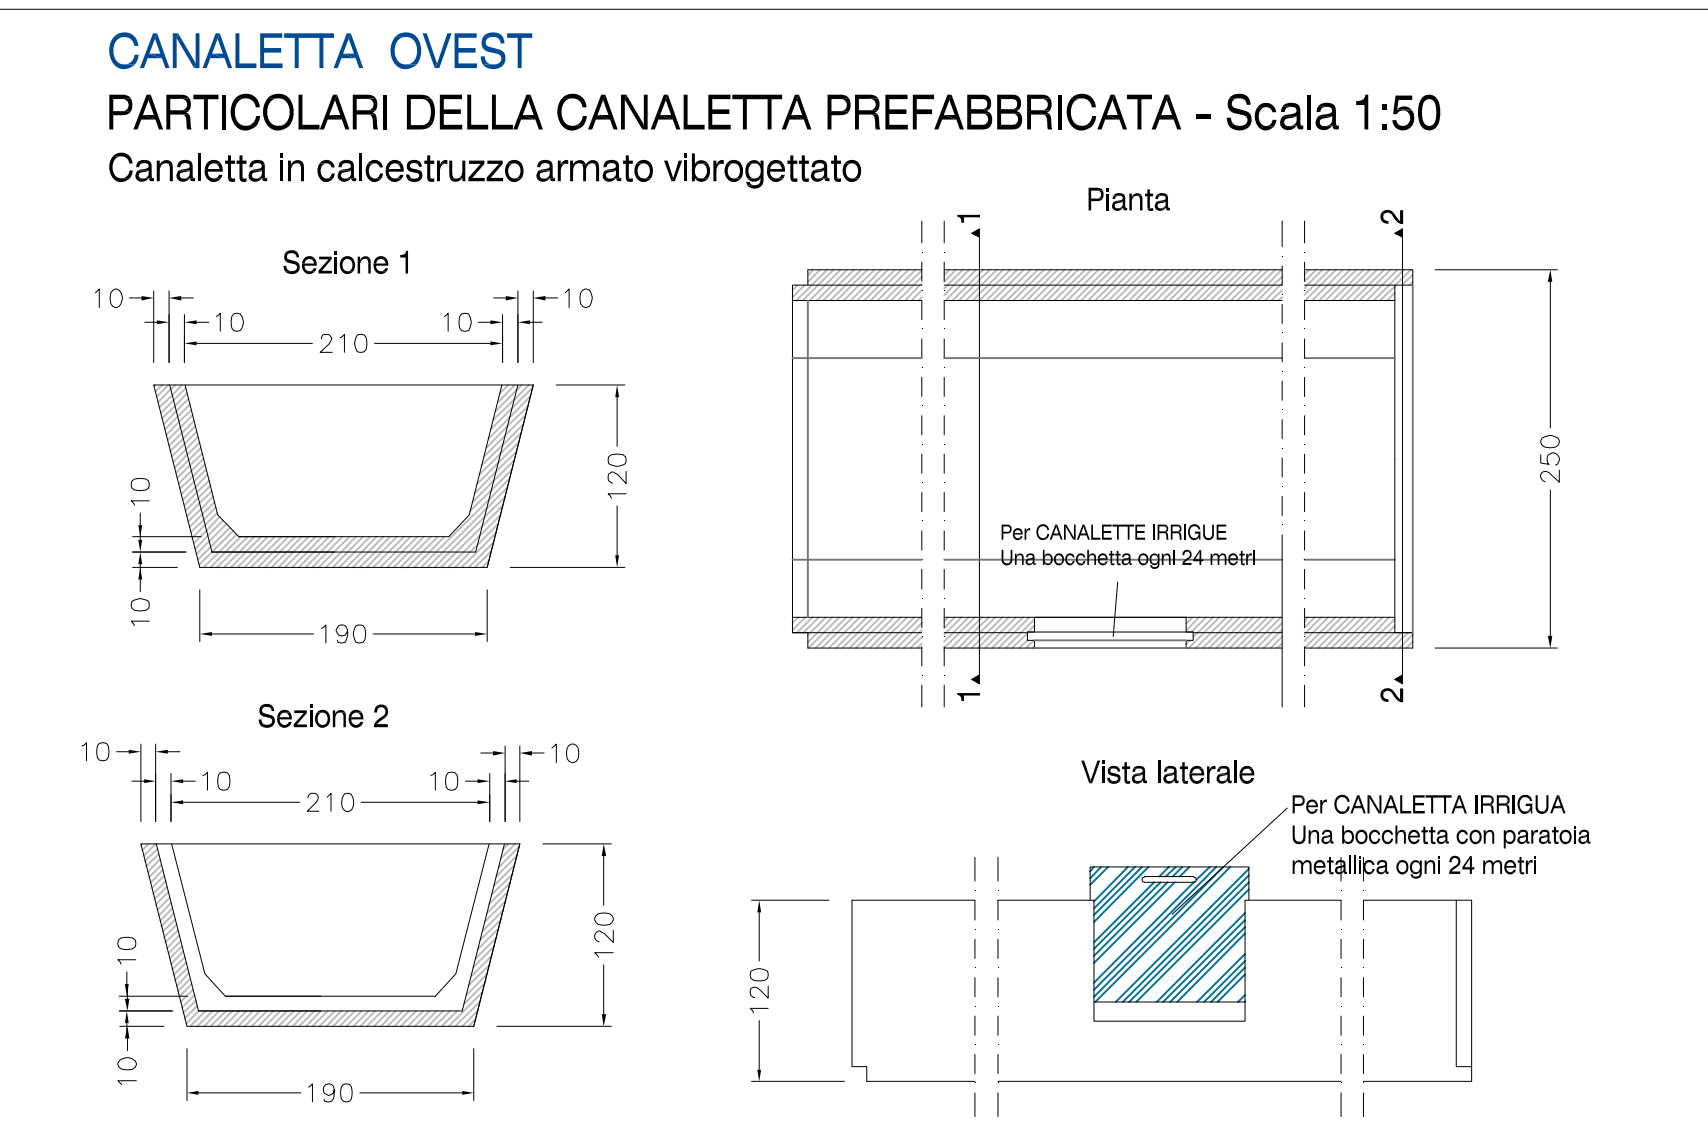 CANALETTA OVEST
PARTICOLARI DELLA CANALETTA PREFABBRICATA - Scala 1:50
Canaletta in calcestruzzo armato vibrogettato
Sezione 1
10
10
10
10
210
120
10
10
190
Pianta
1
2
250
Per CANALETTE IRRIGUE
Una bocchetta ogni 24 metri
1
2
Sezione 2
10
10
10
10
210
120
10
10
190
Vista laterale
Per CANALETTA IRRIGUA
Una bocchetta con paratoia
metallica ogni 24 metri
120